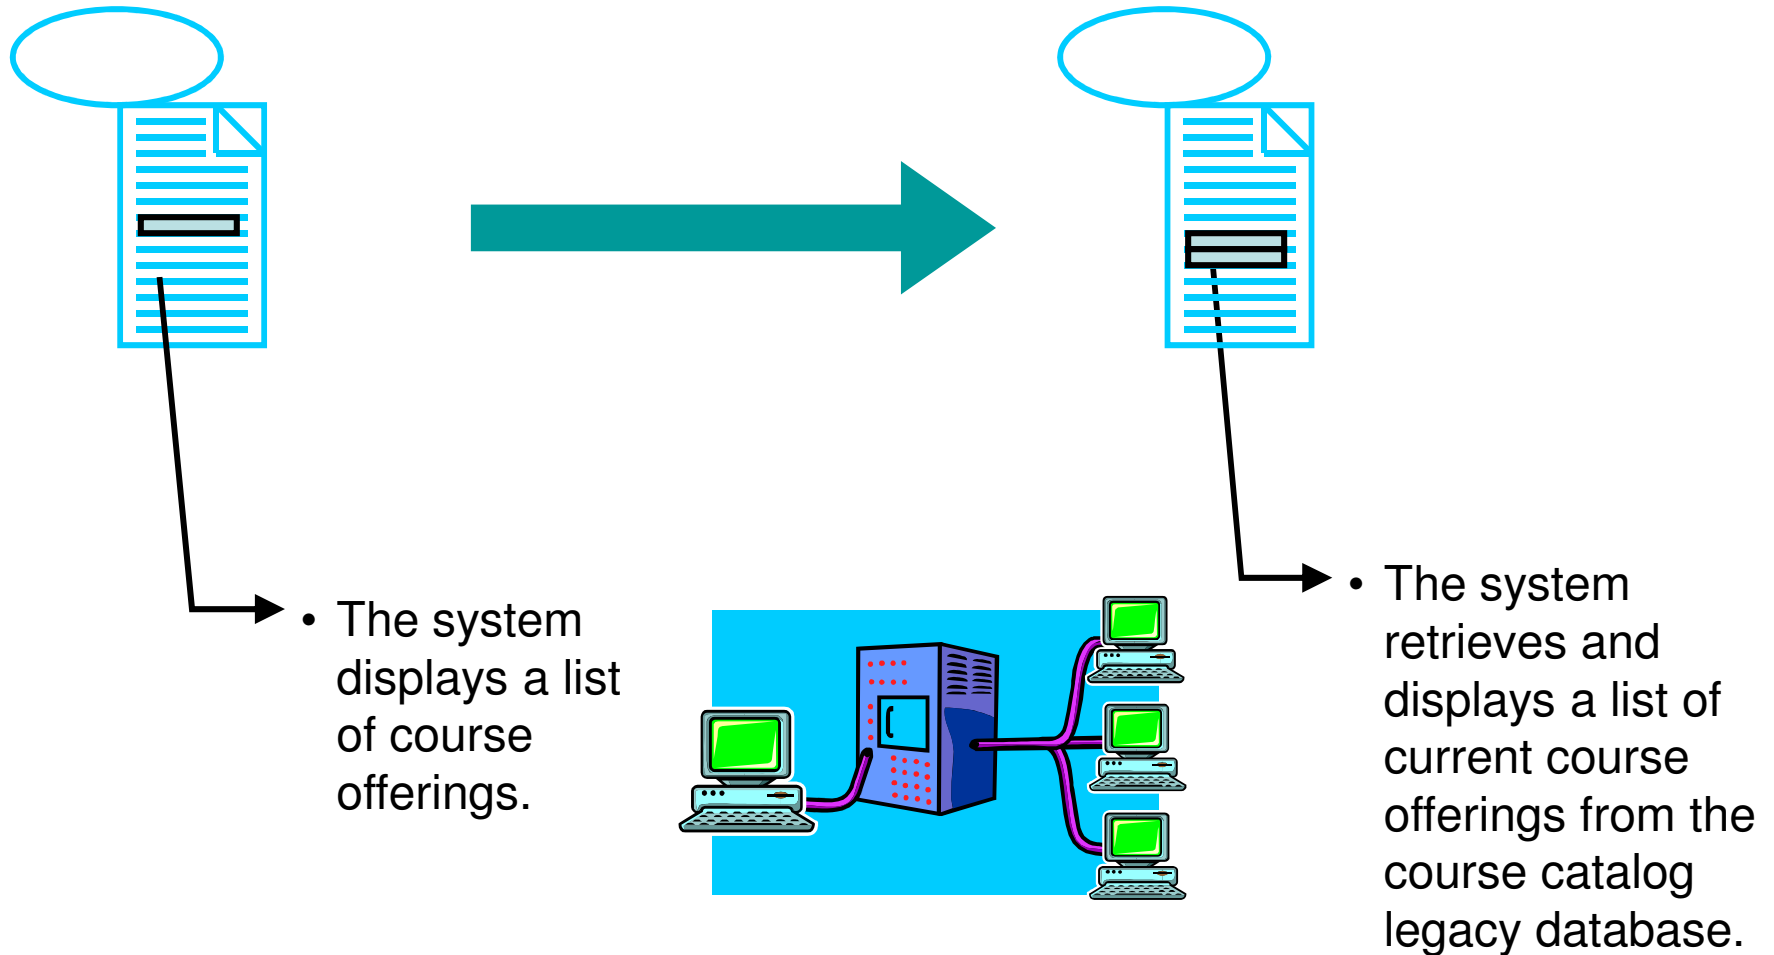 • The system
displays a list
of course
offerings.
• The system
retrieves and
displays a list of
current course
offerings from the
course catalog
legacy database.